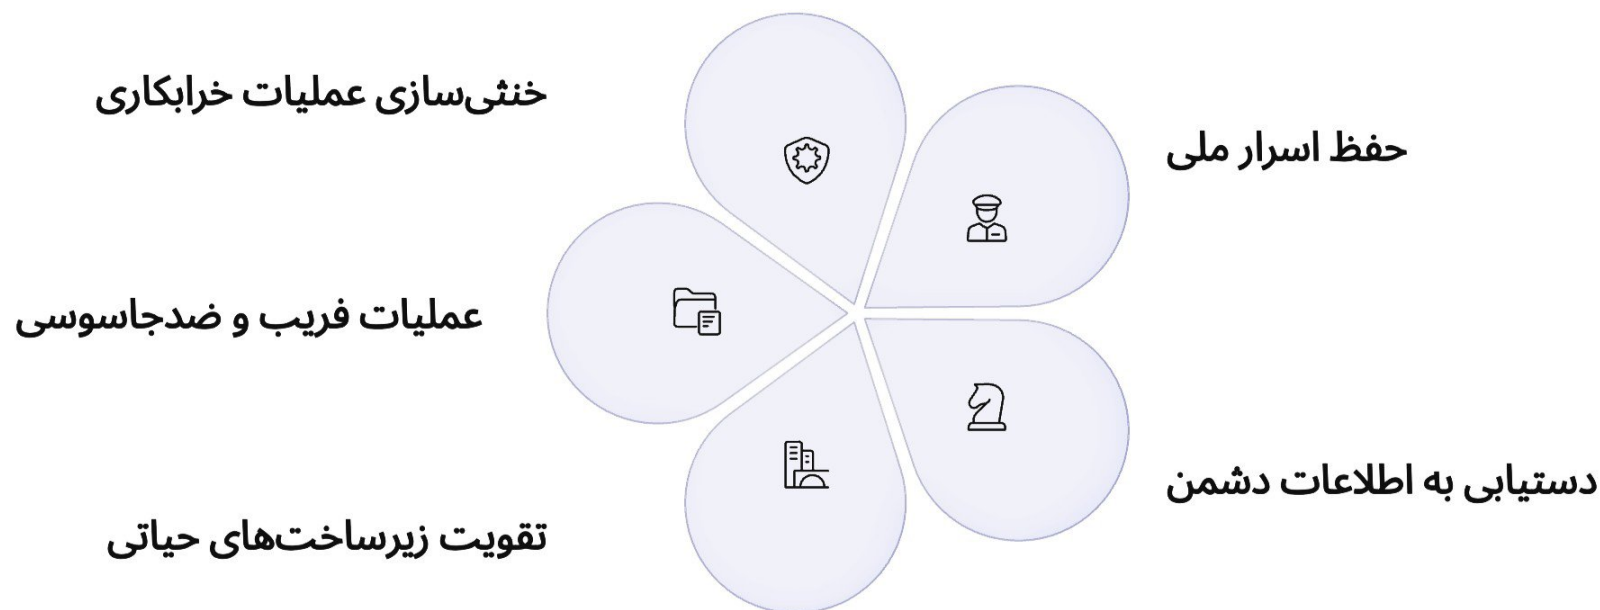 حفظ اسرار ملی
دستیابی به اطلاعات دشمن
خنثی‌سازی عملیات خرابکاری
عملیات فریب و ضدجاسوسی
تقویت زیرساخت‌های حیاتی